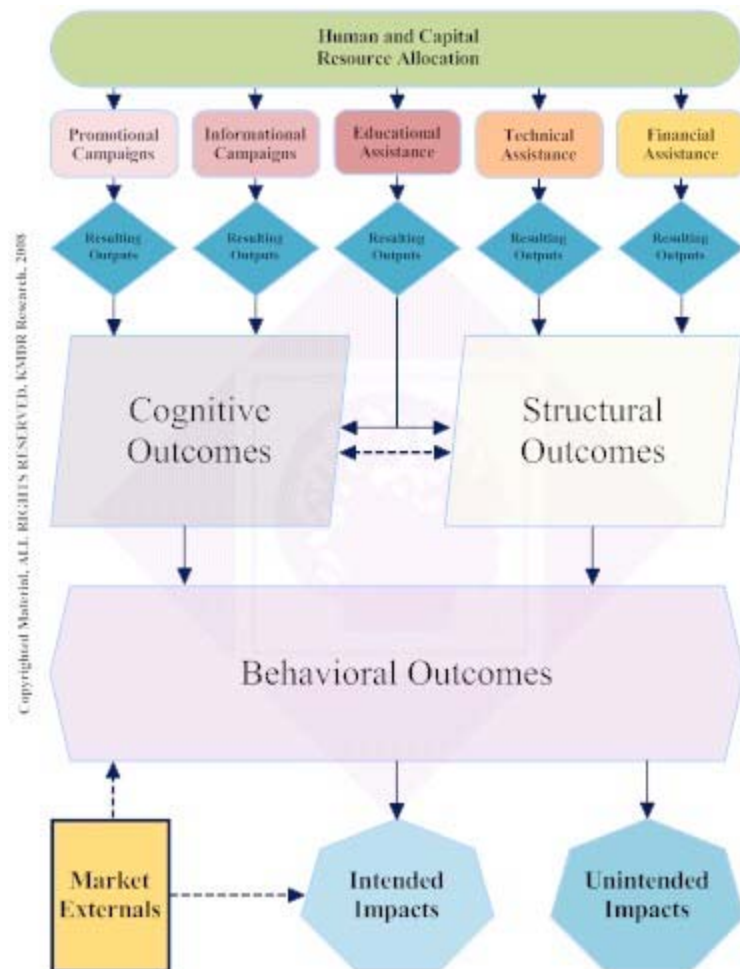 Human and Capital
Resource Allocation
Promotional
Campaigns
Informational
Campaigns
Educational
Assistance
Technical
Assistance
Financial
Assistance
Resulting
Outputs
Resulting
Outputs
Resulting
Outputs
Resulting
Outputs
Resulting
Outputs
Copyrighted Material, ALL RIGHTS RESERVED, KMDR Research, 2008
Cognitive
Outcomes
Structural
Outcomes
Behavioral Outcomes
Market
Externals
Intended
Impacts
Unintended
Impacts